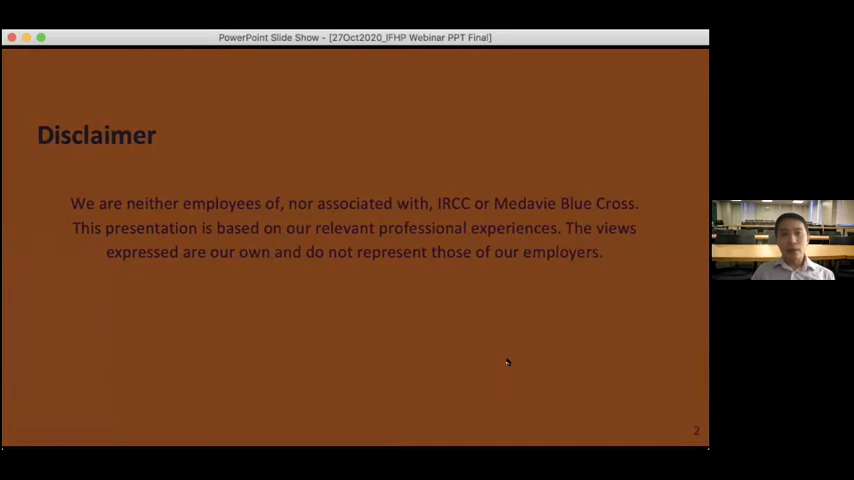 PowerPoint Slide Show - [27Oct2020_IFHP Webinar PPT Final]
Disclaimer
We are neither employees of, nor associated with, IRCC or Medavie Blue Cross.
This presentation is based on our relevant professional experiences. The views
expressed are our own and do not represent those of our employers.
2